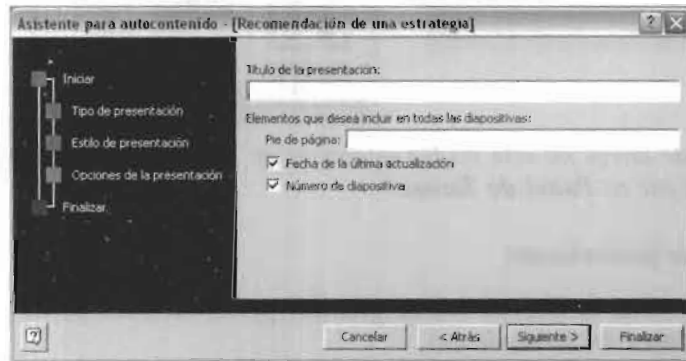 Asistente para autocontenido - [Recomendación de una estrategia]
Iniciar
Tipo de presentación
Estilo de presentación
Opciones de la presentación
Finalizar
Título de la presentación:
Elementos que desea incluir en todas las diapositivas:
Pie de página:
Fecha de la última actualización
Número de diapositiva
Cancelar
< Atrás
Siguiente >
Finalizar